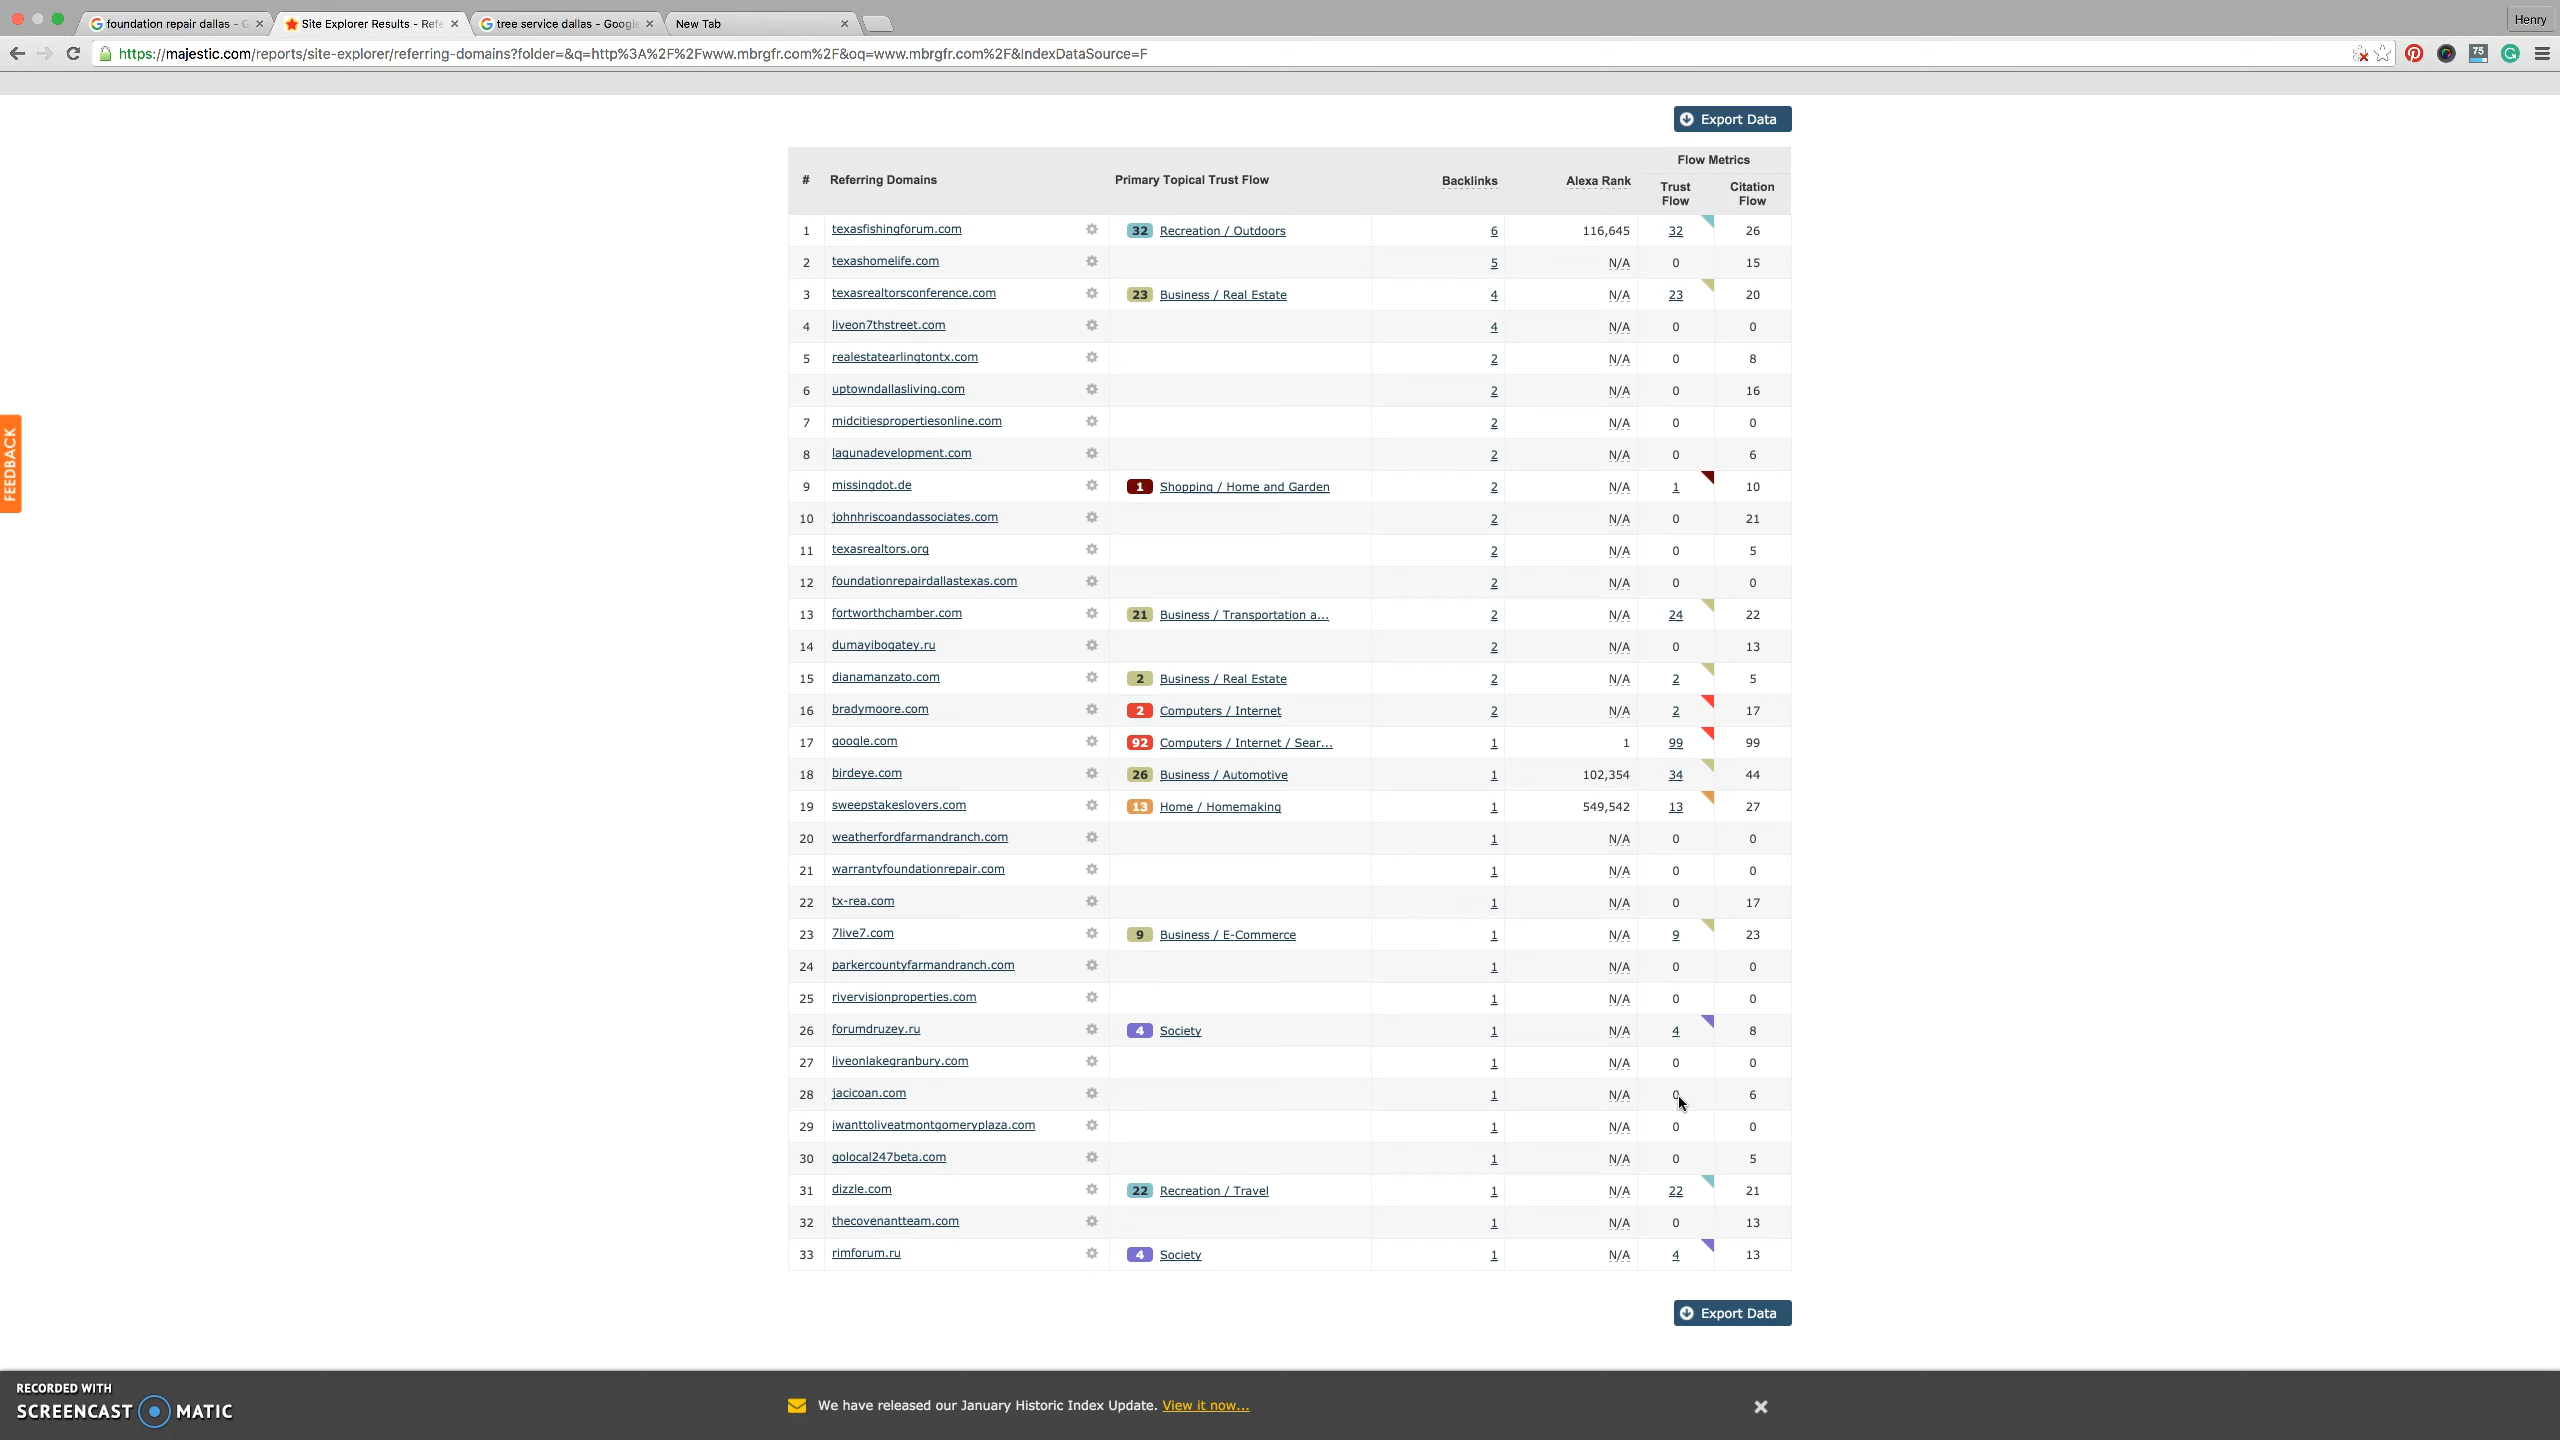 foundation repair dallas - G
Site Explorer Results - Refe
tree service dallas - Google
New Tab
Henry
https://majestic.com/reports/site-explorer/referring-domains?folder=&q=http%3A%2F%2Fwww.mbrgfr.com%2F&oq=www.mbrgfr.com%2F&IndexDataSource=F
75
Export Data
Flow Metrics
# Referring Domains Primary Topical Trust Flow Backlinks Alexa Rank Trust Flow Citation Flow
1 texasfishingforum.com 32 Recreation / Outdoors 6 116,645 32 26
2 texashomelife.com 5 N/A 0 15
3 texasrealtorsconference.com 23 Business / Real Estate 4 N/A 23 20
4 liveon7thstreet.com 4 N/A 0 0
5 realestatearlingtontx.com 2 N/A 0 8
6 uptowndallasliving.com 2 N/A 0 16
7 midcitiespropertiesonline.com 2 N/A 0 0
8 lagunadevelopment.com 2 N/A 0 6
9 missingdot.de 1 Shopping / Home and Garden 2 N/A 1 10
10 johnhriscoandassociates.com 2 N/A 0 21
11 texasrealtors.org 2 N/A 0 5
12 foundationrepairdallastexas.com 2 N/A 0 0
13 fortworthchamber.com 21 Business / Transportation a... 2 N/A 24 22
14 dumayibogatey.ru 2 N/A 0 13
15 dianamanzato.com 2 Business / Real Estate 2 N/A 2 5
16 bradymoore.com 2 Computers / Internet 2 N/A 2 17
17 google.com 92 Computers / Internet / Sear... 1 1 99 99
18 birdeye.com 26 Business / Automotive 1 102,354 34 44
19 sweepstakeslovers.com 13 Home / Homemaking 1 549,542 13 27
20 weatherfordfarmandranch.com 1 N/A 0 0
21 warrantyfoundationrepair.com 1 N/A 0 0
22 tx-rea.com 1 N/A 0 17
23 7live7.com 9 Business / E-Commerce 1 N/A 9 23
24 parkercountyfarmandranch.com 1 N/A 0 0
25 rivervisionproperties.com 1 N/A 0 0
26 forumdruzey.ru 4 Society 1 N/A 4 8
27 liveonlakegranbury.com 1 N/A 0 0
28 jacicoan.com 1 N/A 0 6
29 iwanttoliveatmontgomeryplaza.com 1 N/A 0 0
30 golocal247beta.com 1 N/A 0 5
31 dizzle.com 22 Recreation / Travel 1 N/A 22 21
32 thecovenantteam.com 1 N/A 0 13
33 rimforum.ru 4 Society 1 N/A 4 13
FEEDBACK
Export Data
RECORDED WITH
SCREENCAST MATIC
We have released our January Historic Index Update. View it now...